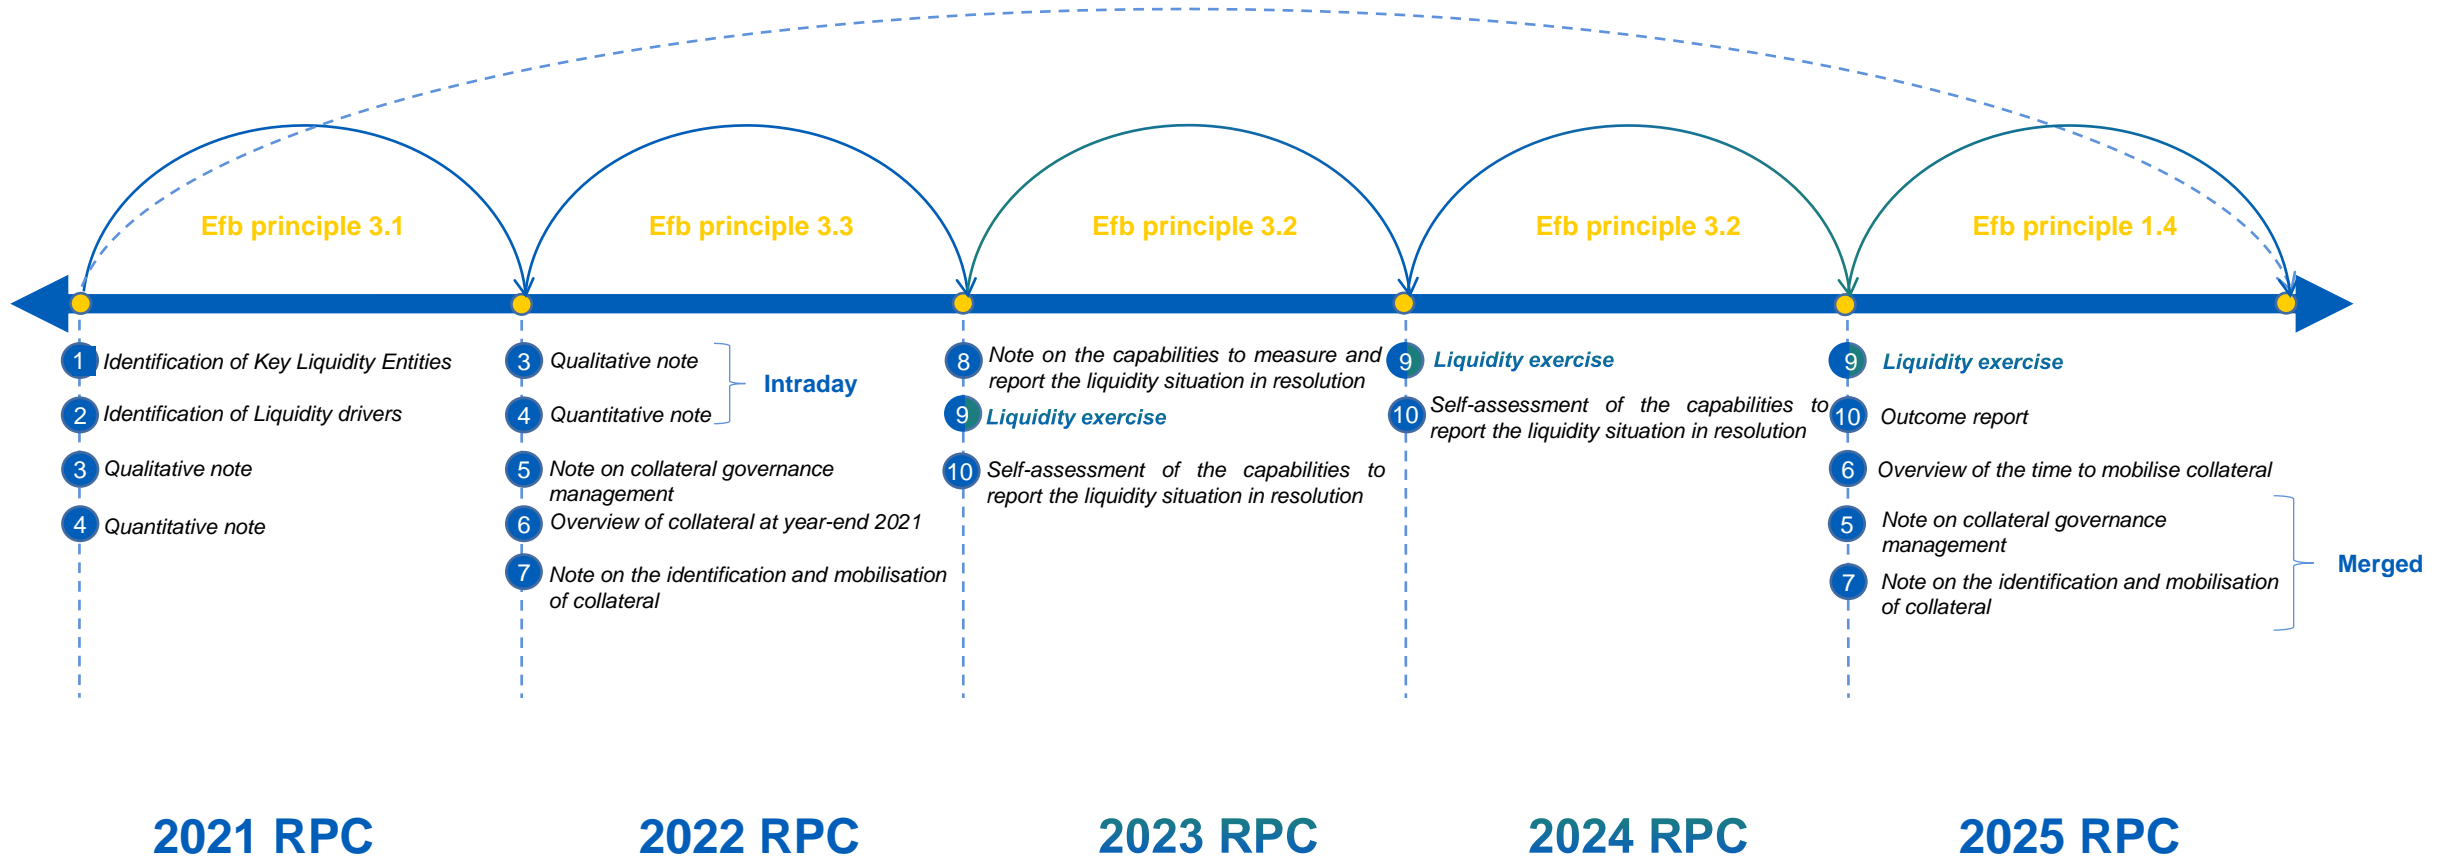 Efb principle 3.1
Efb principle 3.3
Efb principle 3.2
Efb principle 3.2
Efb principle 1.4
1 Identification of Key Liquidity Entities
2 Identification of Liquidity drivers
3 Qualitative note
4 Quantitative note
3 Qualitative note
4 Quantitative note
Intraday
5 Note on collateral governance
management
6 Overview of collateral at year-end 2021
7 Note on the identification and mobilisation
of collateral
8 Note on the capabilities to measure and
report the liquidity situation in resolution
9 Liquidity exercise
10 Self-assessment of the capabilities to
report the liquidity situation in resolution
9 Liquidity exercise
10 Self-assessment of the capabilities to
report the liquidity situation in resolution
9 Liquidity exercise
10 Outcome report
6 Overview of the time to mobilise collateral
5 Note on collateral governance
management
7 Note on the identification and mobilisation
of collateral
Merged
2021 RPC
2022 RPC
2023 RPC
2024 RPC
2025 RPC